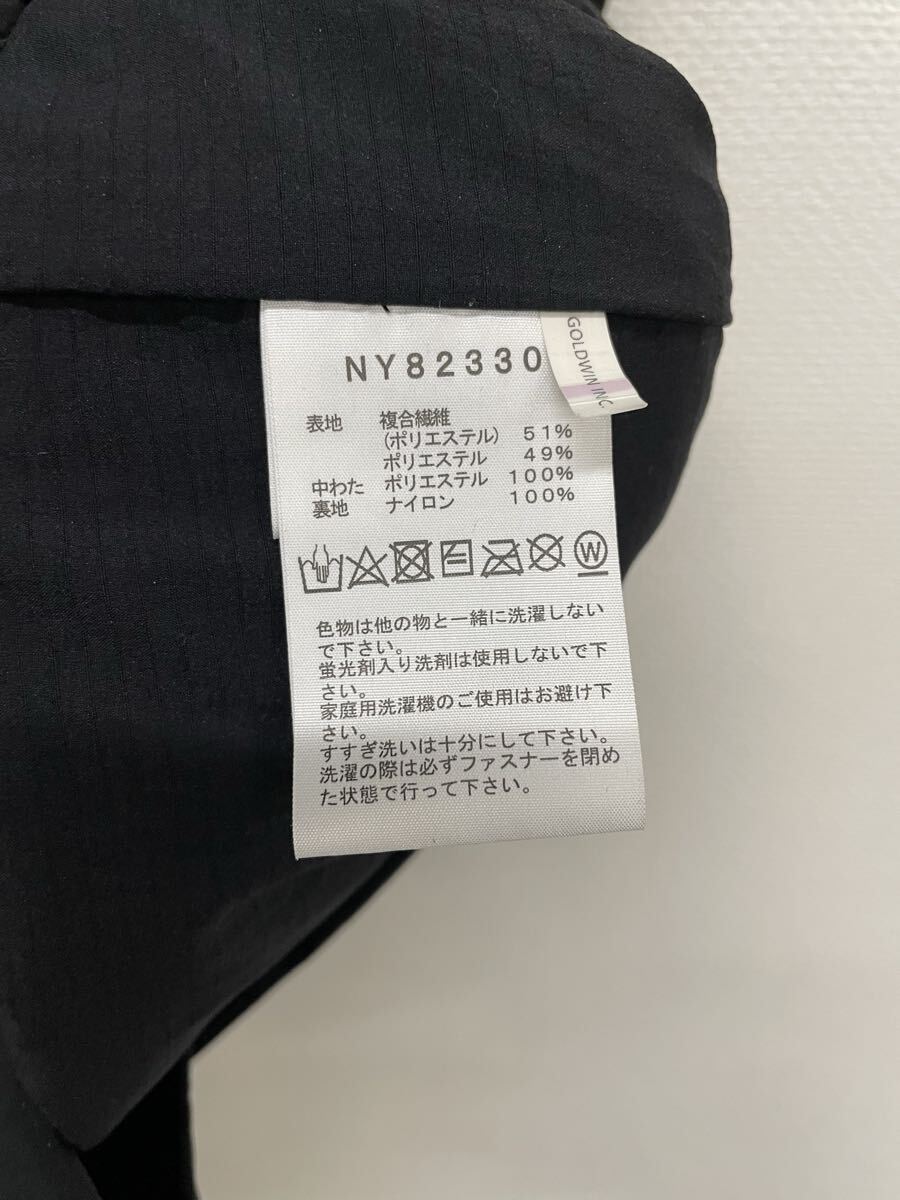 NY82330
GOLDWIN INC.
表地 複合繊維
(ポリエステル) 51%
ポリエステル 49%
中わた ポリエステル 100%
裏地 ナイロン 100%
W
色物は他の物と一緒に洗濯しない
で下さい。
蛍光剤入り洗剤は使用しないで下
さい。
家庭用洗濯機のご使用はお避け下
さい。
すすぎ洗いは十分にして下さい。
洗濯の際は必ずファスナーを閉め
た状態で行って下さい。